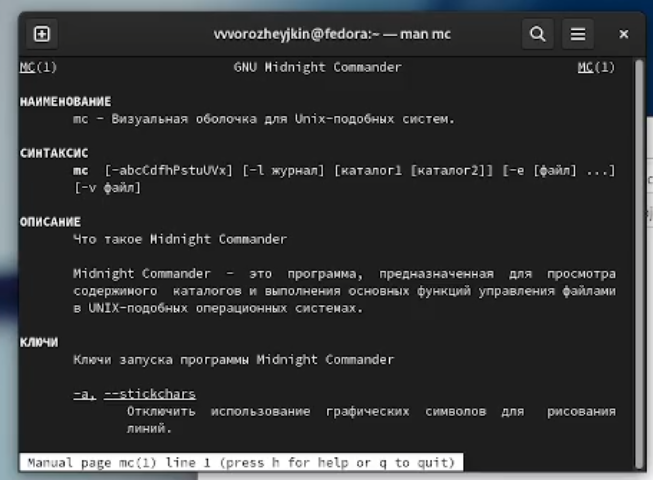 vvvorozheyjkin@fedora:~ — man mc
MC(1) GNU Midnight Commander MC(1)
НАИМЕНОВАНИЕ
mc - Визуальная оболочка для Unix-подобных систем.
СИНТАКСИС
mc [-abcCdfhPstuUVx] [-l журнал] [каталог1 [каталог2]] [-e [файл] ...]
[-v файл]
ОПИСАНИЕ
Что такое Midnight Commander
Midnight Commander - это программа, предназначенная для просмотра
содержимого каталогов и выполнения основных функций управления файлами
в UNIX-подобных операционных системах.
КЛЮЧИ
Ключи запуска программы Midnight Commander
-a, --stickchars
Отключить использование графических символов для рисования
линий.
Manual page mc(1) line 1 (press h for help or q to quit)